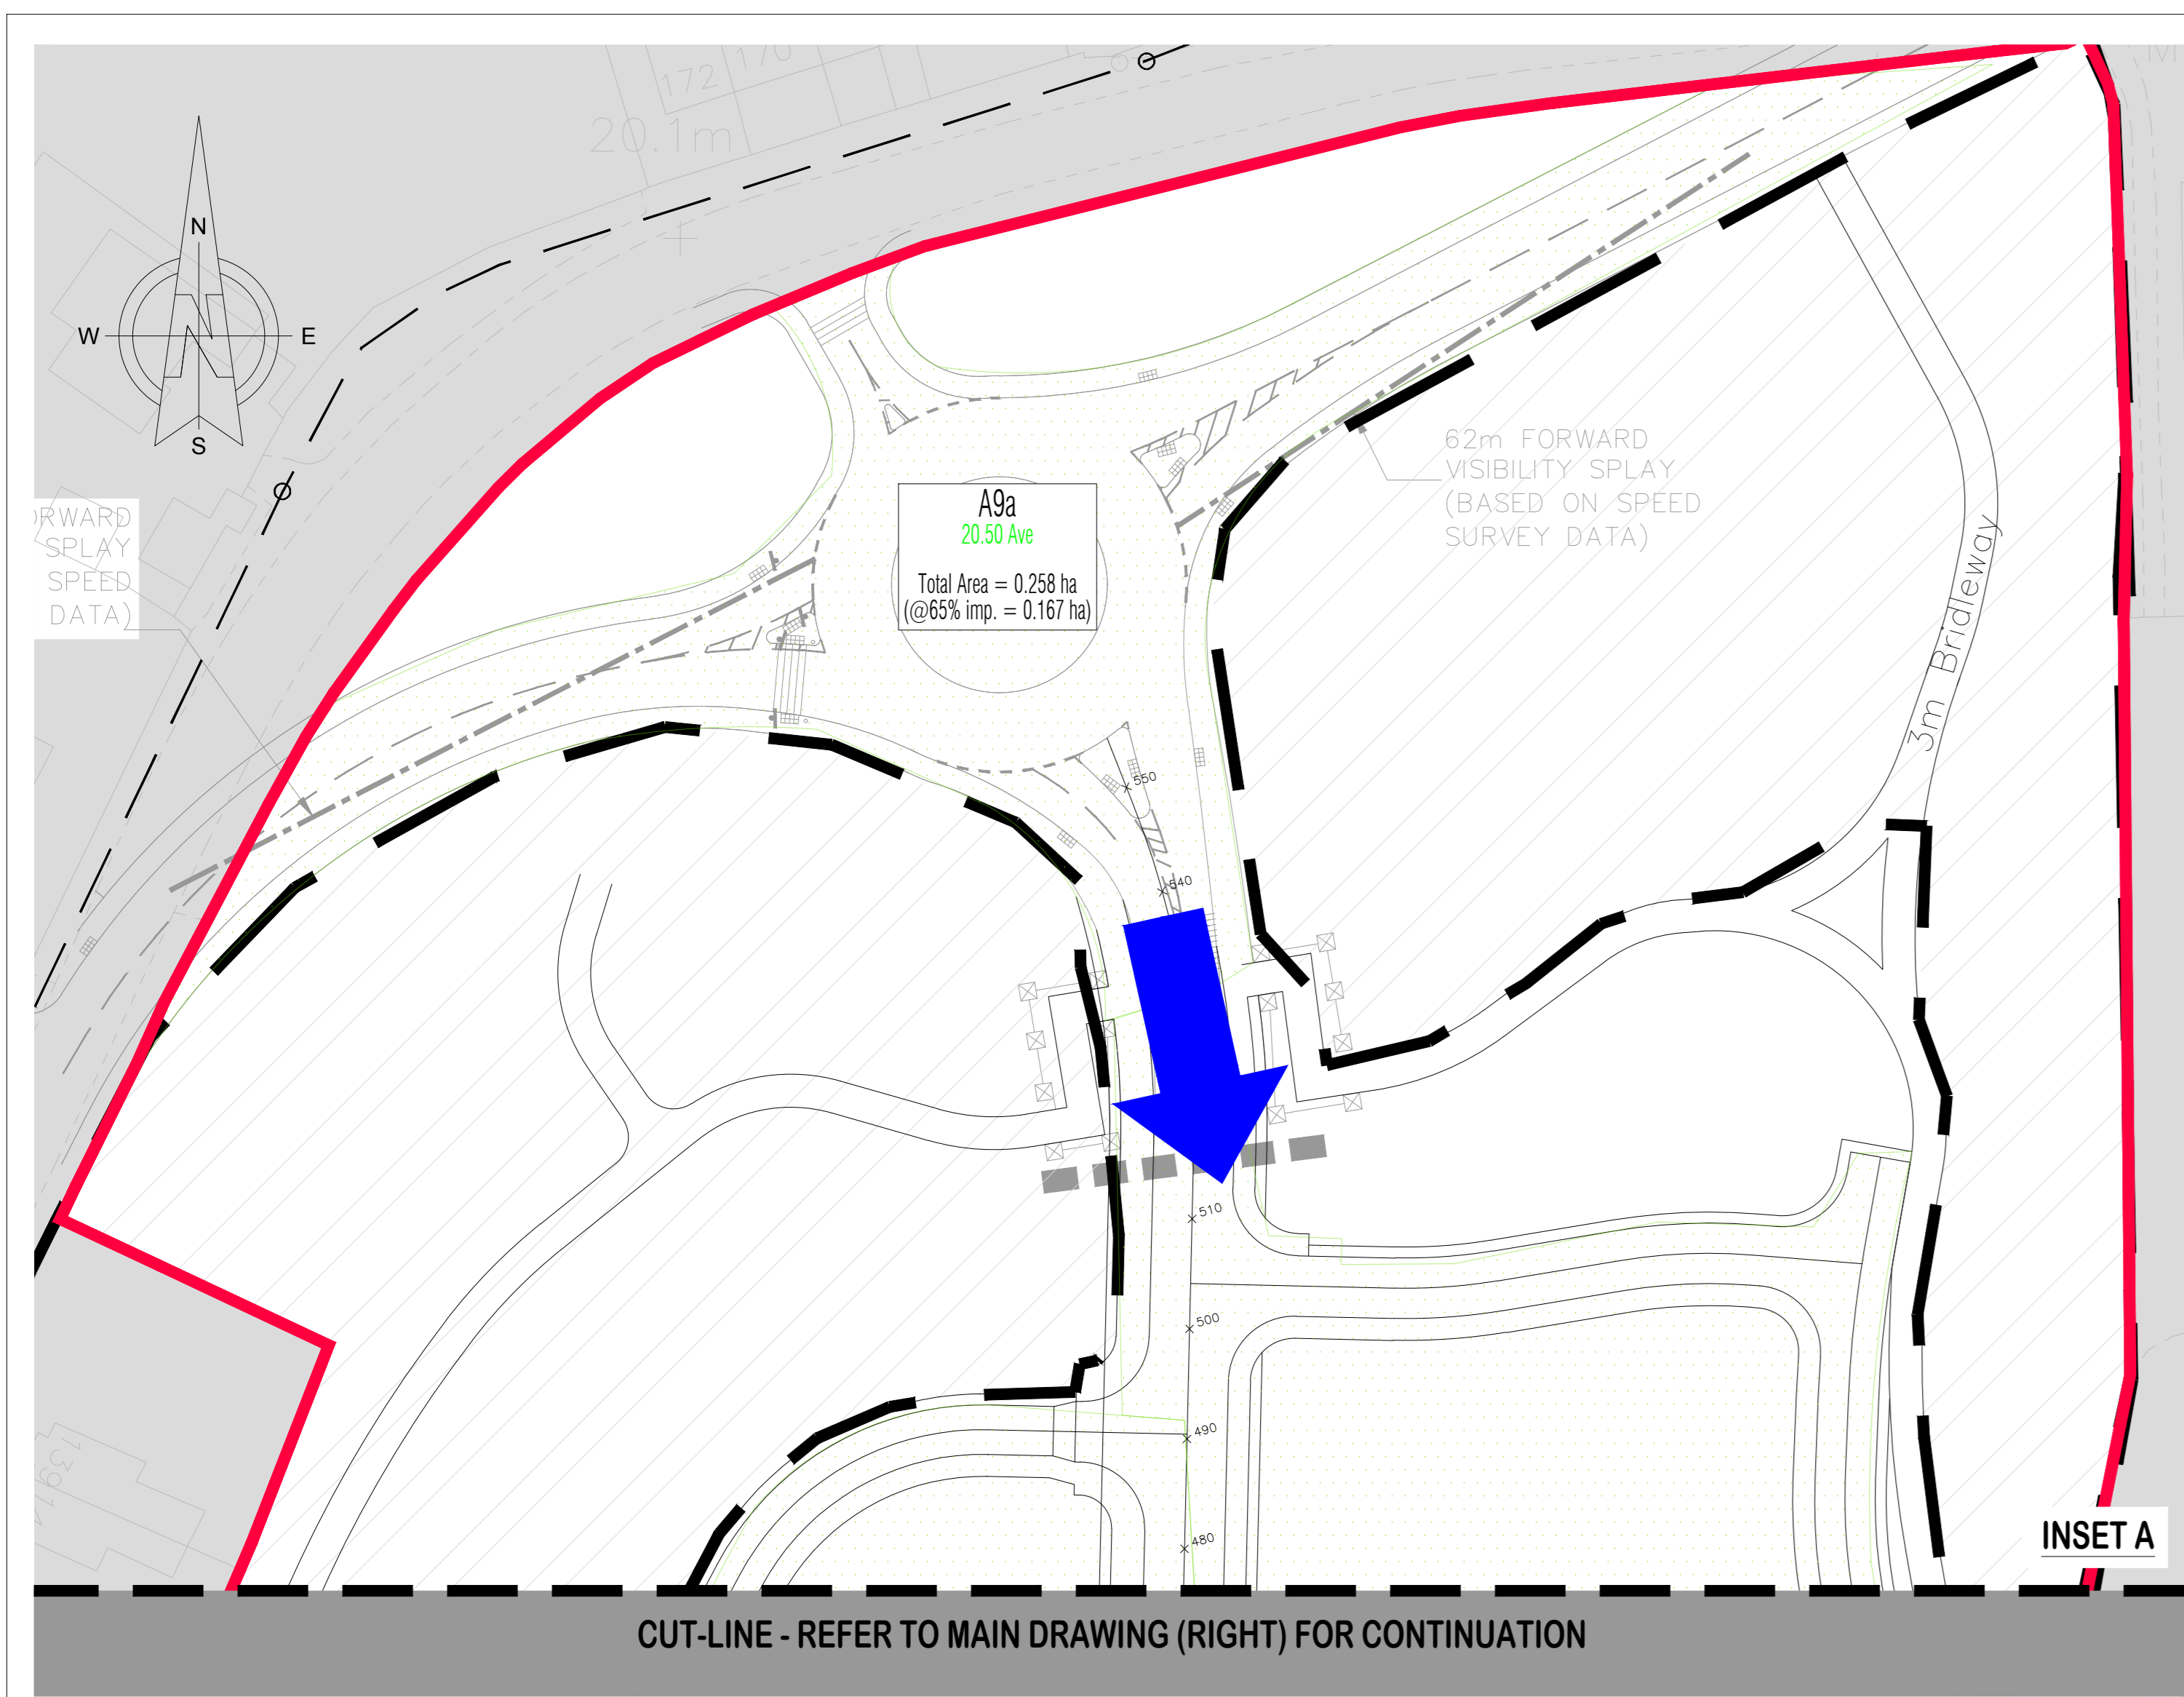 172
170
20.1m
N
W
E
S
A9a
20.50 Ave
Total Area = 0.258 ha
(@65% imp. = 0.167 ha)
62m FORWARD
VISIBILITY SPLAY
(BASED ON SPEED
SURVEY DATA)
ORWARD
SPLAY
SPEED
DATA)
3m Bridleway
550
540
510
500
490
480
INSET A
CUT-LINE - REFER TO MAIN DRAWING (RIGHT) FOR CONTINUATION